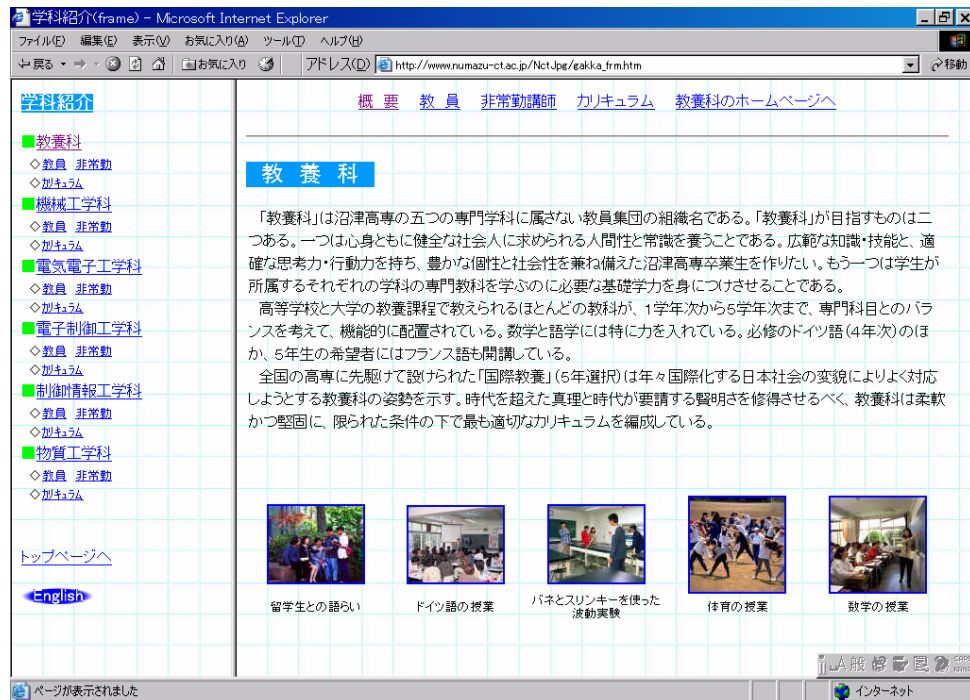 学科紹介(frame) - Microsoft Internet Explorer
ファイル(F) 編集(E) 表示(V) お気に入り(A) ツール(T) ヘルプ(H)
戻る お気に入り アドレス(D) http://www.numazu-ct.ac.jp/NctJpg/gakka_frm.htm 移動
学科紹介
■教養科
◇教員 非常勤
◇カリキュラム
■機械工学科
◇教員 非常勤
◇カリキュラム
■電気電子工学科
◇教員 非常勤
◇カリキュラム
■電子制御工学科
◇教員 非常勤
◇カリキュラム
■制御情報工学科
◇教員 非常勤
◇カリキュラム
■物質工学科
◇教員 非常勤
◇カリキュラム
トップページへ
English
概 要 教 員 非常勤講師 カリキュラム 教養科のホームページへ
教 養 科
「教養科」は沼津高専の五つの専門学科に属さない教員集団の組織名である。「教養科」が目指すものは二
つある。一つは心身ともに健全な社会人に求められる人間性と常識を養うことである。広範な知識・技能と、適
確な思考力・行動力を持ち、豊かな個性と社会性を兼ね備えた沼津高専卒業生を作りたい。もう一つは学生が
所属するそれぞれの学科の専門教科を学ぶのに必要な基礎学力を身につけさせることである。
高等学校と大学の教養課程で教えられるほとんどの教科が、1学年次から5学年次まで、専門科目とのバラ
ンスを考えて、機能的に配置されている。数学と語学には特に力を入れている。必修のドイツ語(4年次)のほ
か、5年生の希望者にはフランス語も開講している。
全国の高専に先駆けて設けられた「国際教養」(5年選択)は年々国際化する日本社会の変貌によりよく対応
しようとする教養科の姿勢を示す。時代を超えた真理と時代が要請する賢明さを修得させるべく、教養科は柔軟
かつ堅固に、限られた条件の下で最も適切なカリキュラムを編成している。
留学生との語らい
ドイツ語の授業
バネとスリンキーを使った
波動実験
体育の授業
数学の授業
A 般 CAPS
KANA
ページが表示されました インターネット